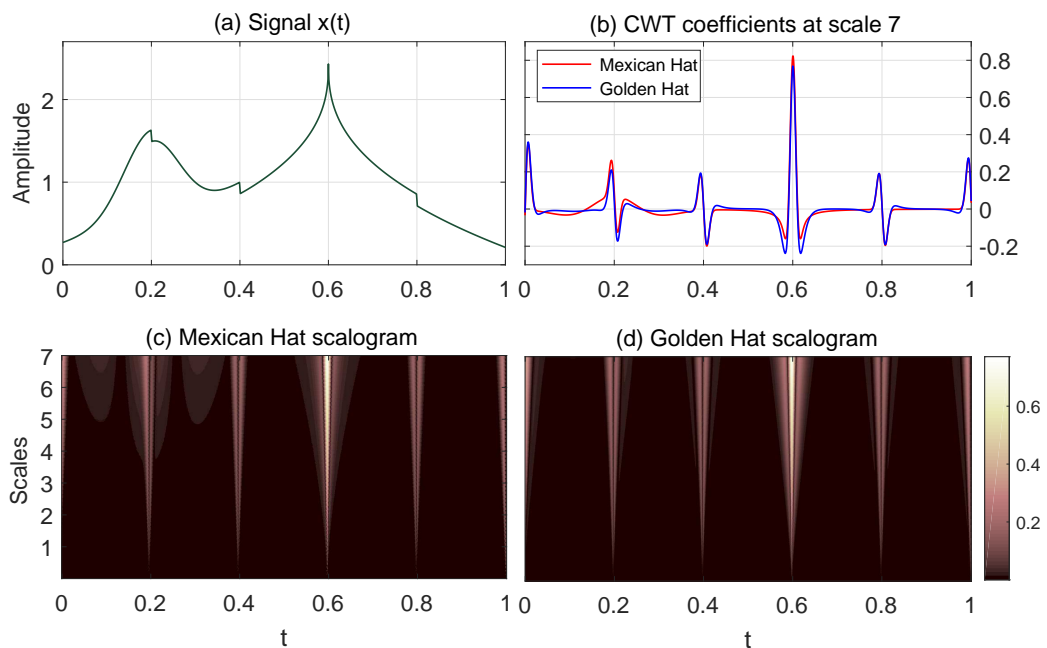 (a) Signal x(t)
Amplitude
2
1
0
0 0.2 0.4 0.6 0.8 1
(b) CWT coefficients at scale 7
Mexican Hat
Golden Hat
0.8
0.6
0.4
0.2
0
-0.2
0 0.2 0.4 0.6 0.8 1
(c) Mexican Hat scalogram
Scales
7
6
5
4
3
2
1
0 0.2 0.4 0.6 0.8 1
t
(d) Golden Hat scalogram
0 0.2 0.4 0.6 0.8 1
t
0.6
0.4
0.2